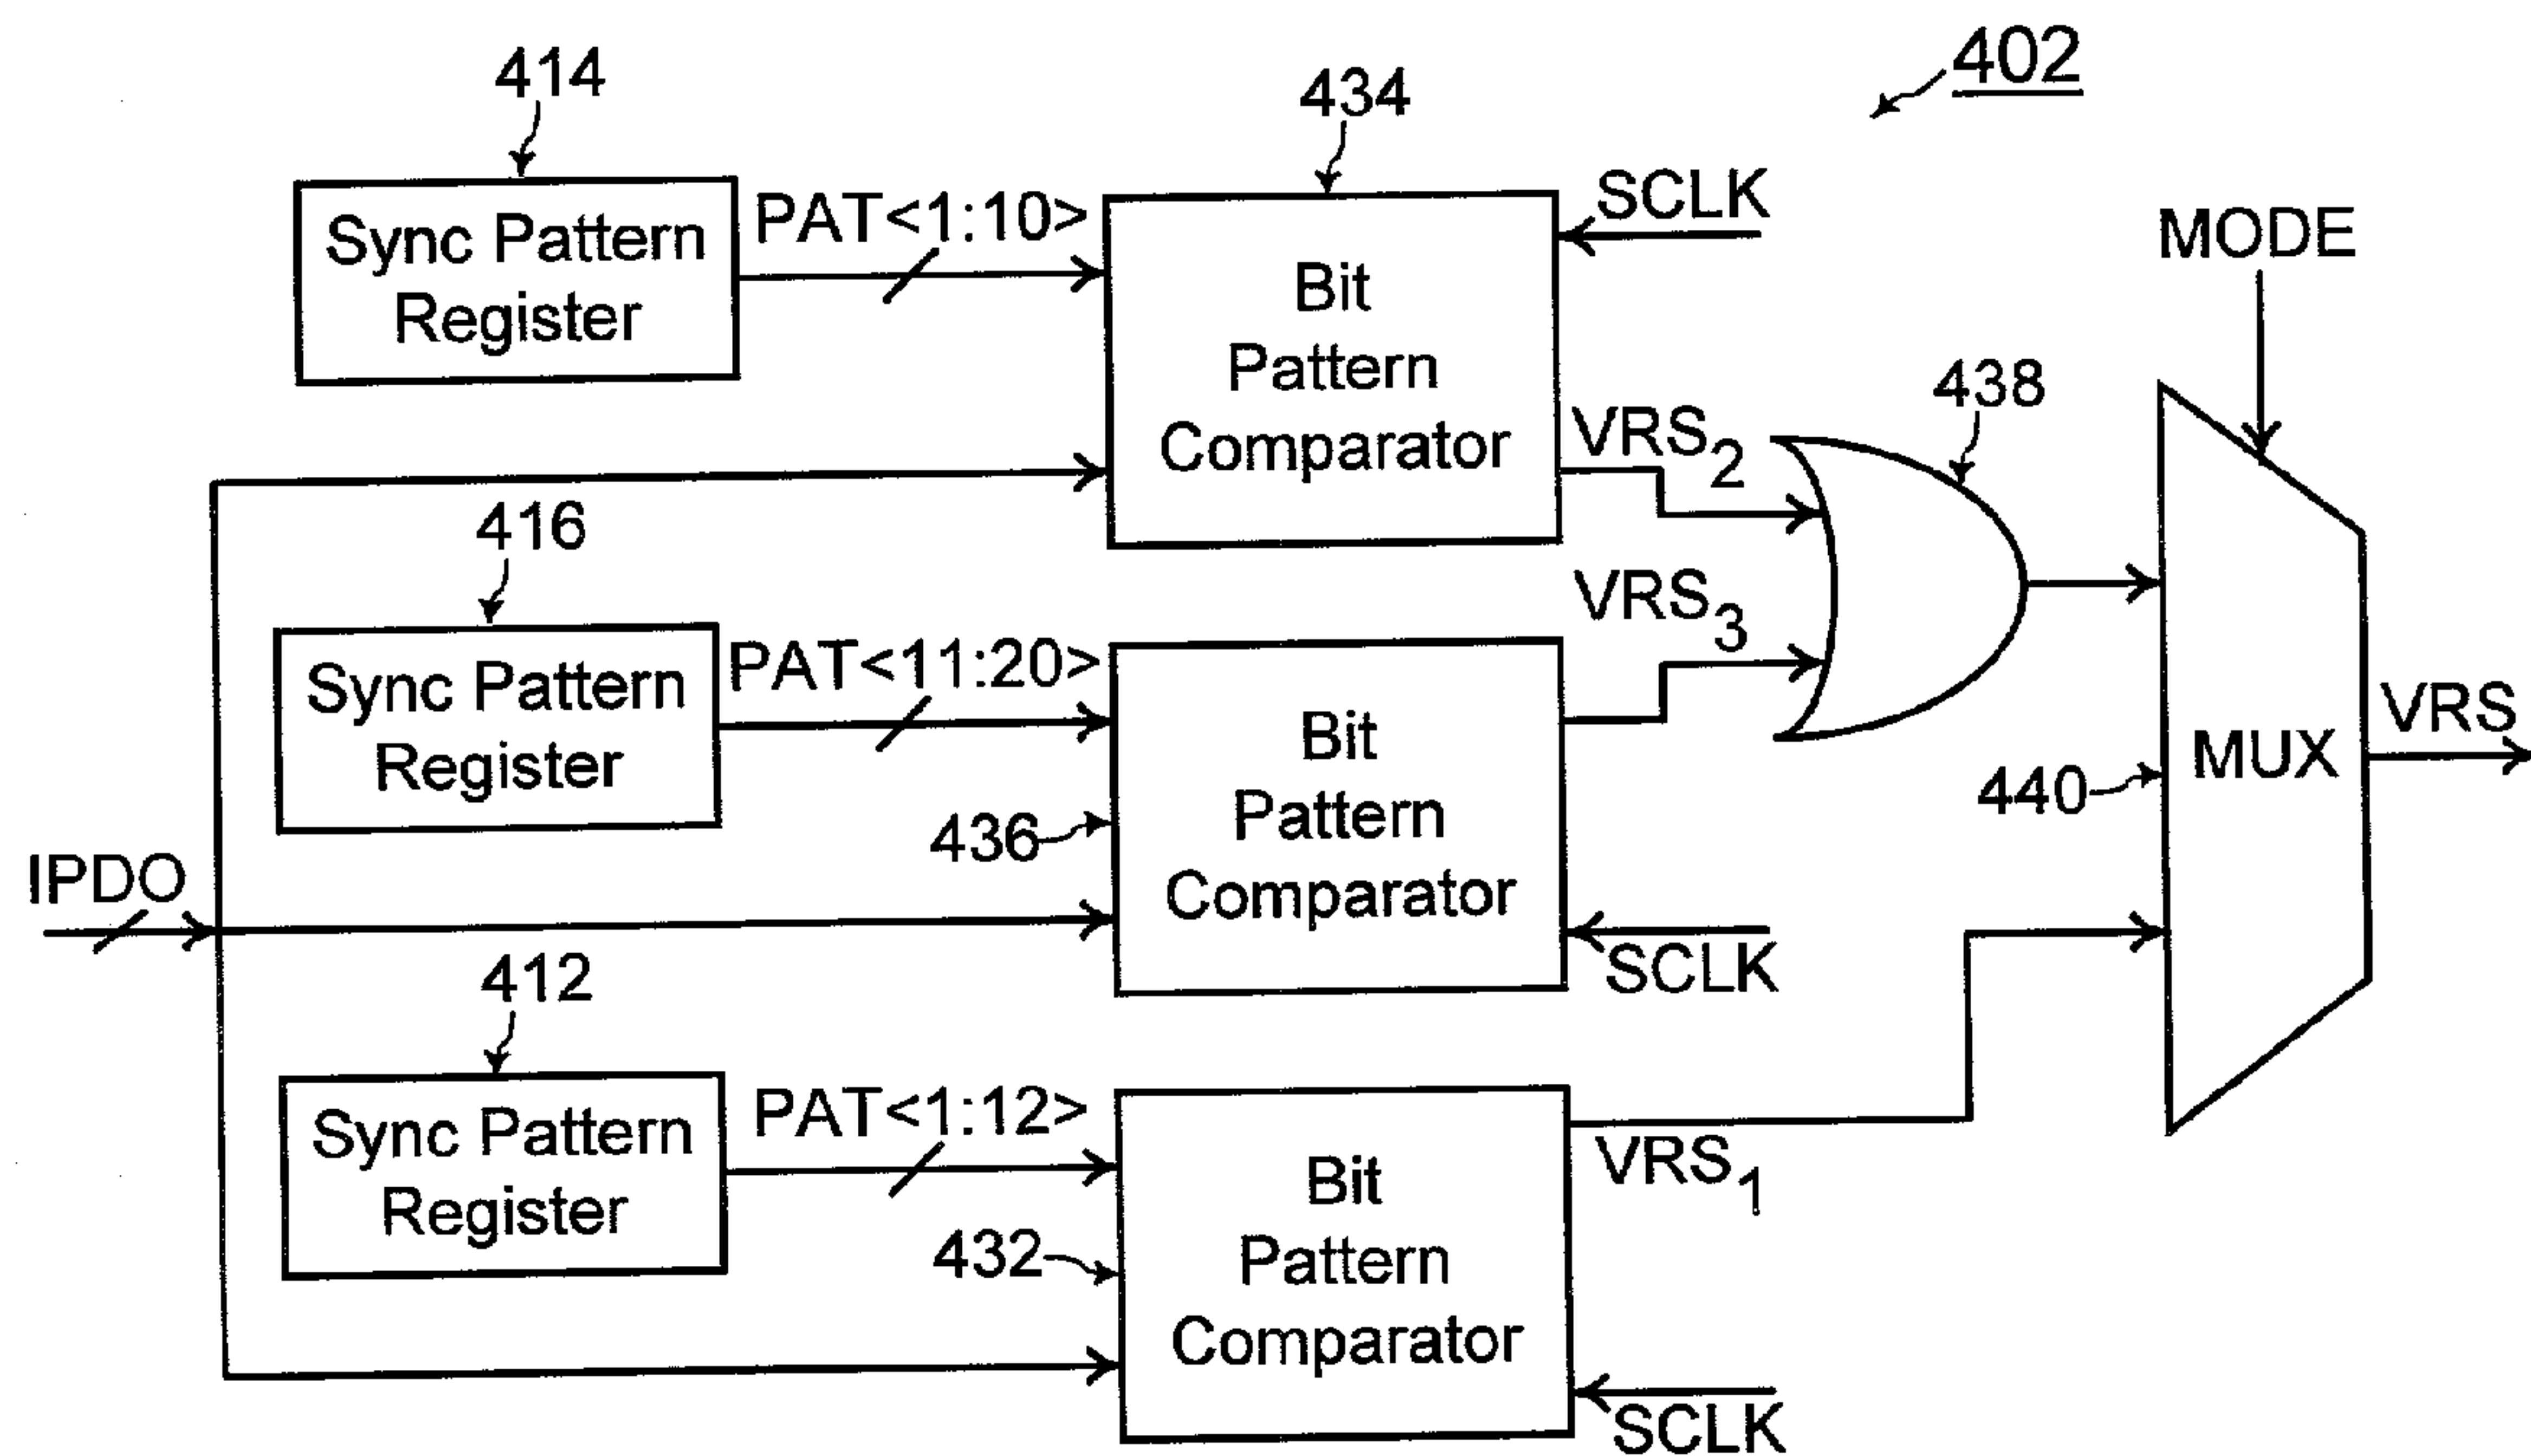 402
414
434
Sync Pattern
Register
PAT<1:10>
Bit
Pattern
Comparator
SCLK
MODE
VRS2
438
416
Sync Pattern
Register
PAT<11:20>
436
Bit
Pattern
Comparator
VRS3
SCLK
440
MUX
VRS
IPDO
412
Sync Pattern
Register
PAT<1:12>
432
Bit
Pattern
Comparator
VRS1
SCLK